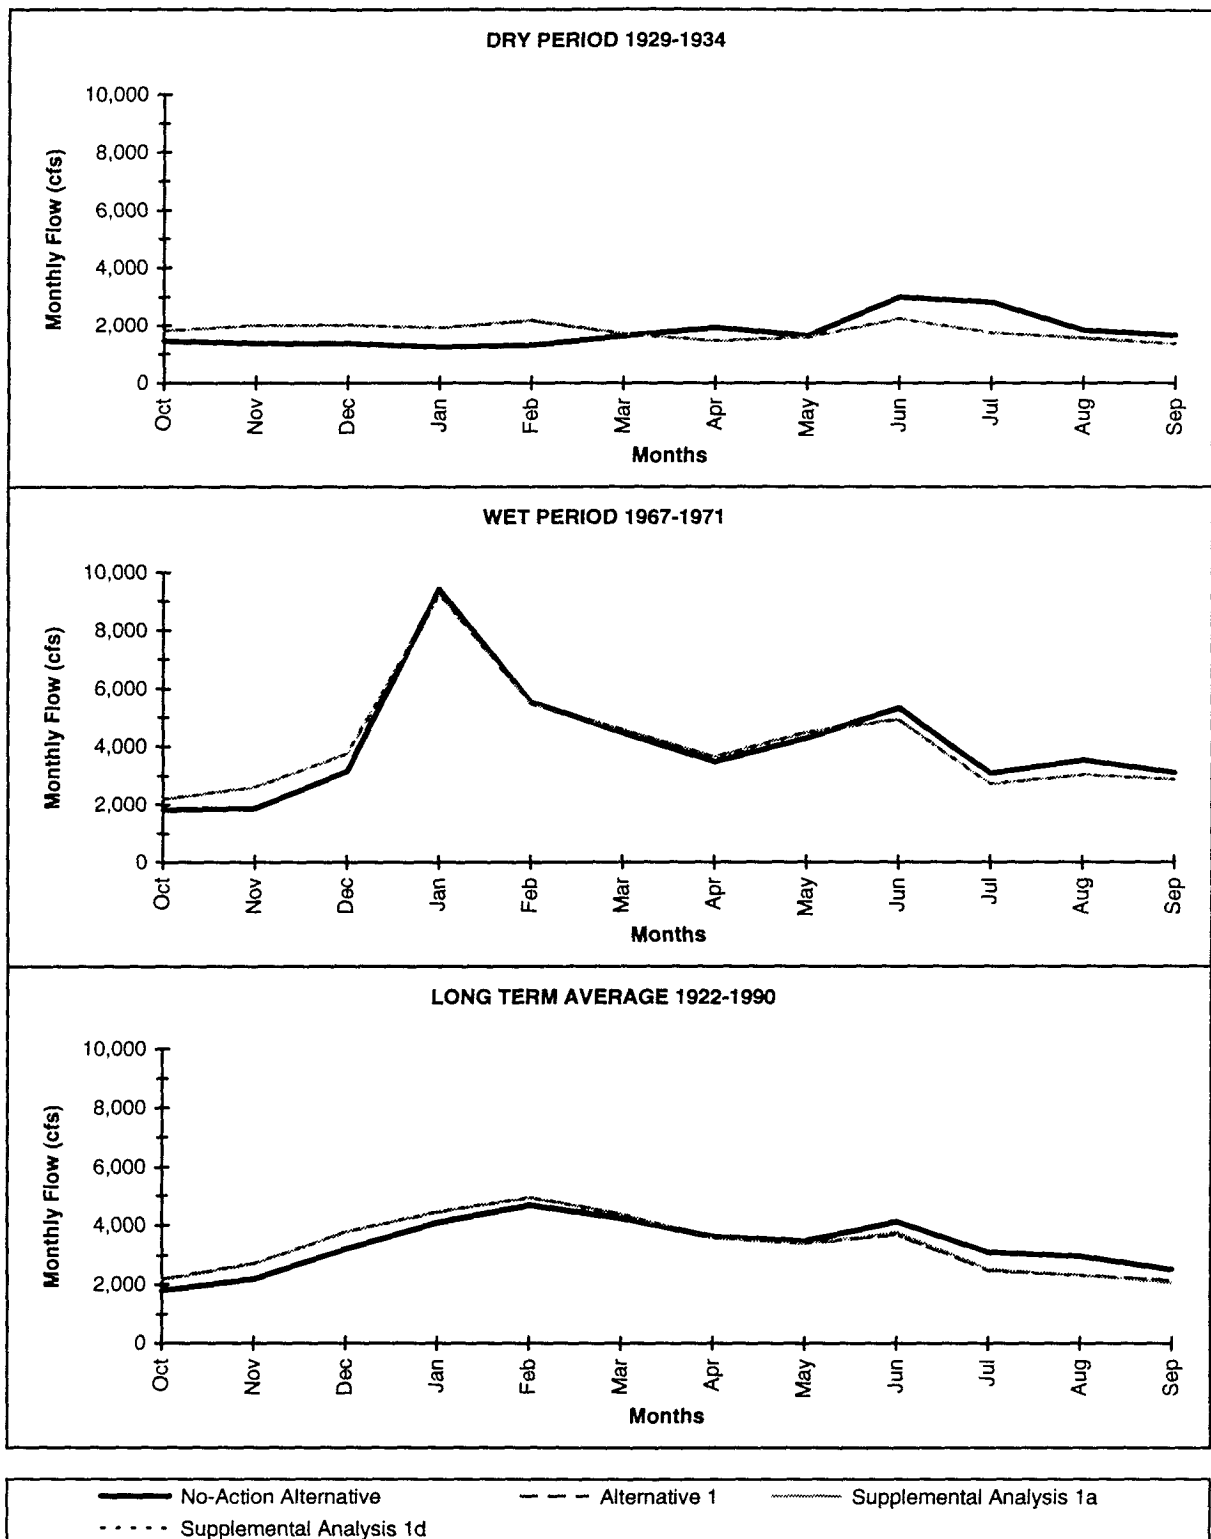 DRY PERIOD 1929-1934
10,000
8,000
6,000
4,000
2,000
0
Monthly Flow (cfs)
Oct Nov Dec Jan Feb Mar Apr May Jun Jul Aug Sep
Months
WET PERIOD 1967-1971
10,000
8,000
6,000
4,000
2,000
0
Monthly Flow (cfs)
Oct Nov Dec Jan Feb Mar Apr May Jun Jul Aug Sep
Months
LONG TERM AVERAGE 1922-1990
10,000
8,000
6,000
4,000
2,000
0
Monthly Flow (cfs)
Oct Nov Dec Jan Feb Mar Apr May Jun Jul Aug Sep
Months
No-Action Alternative Alternative 1 Supplemental Analysis 1a
Supplemental Analysis 1d